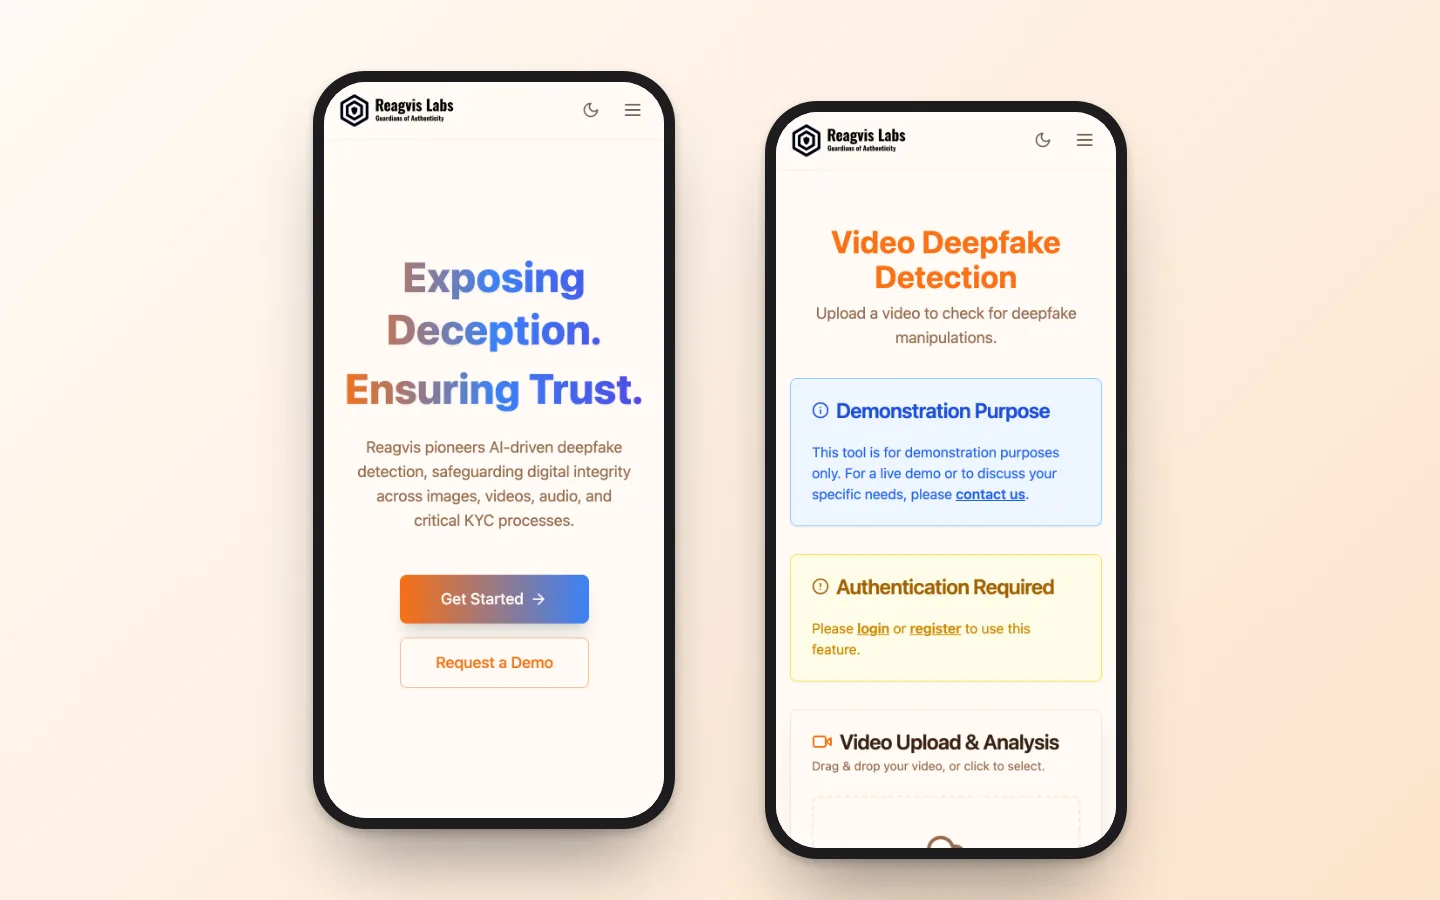 Reagvis Labs
Guardians of Authenticity
Exposing
Deception.
Ensuring Trust.
Reagvis pioneers AI-driven deepfake
detection, safeguarding digital integrity
across images, videos, audio, and
critical KYC processes.
Get Started →
Request a Demo
Reagvis Labs
Guardians of Authenticity
Video Deepfake
Detection
Upload a video to check for deepfake
manipulations.
Demonstration Purpose
This tool is for demonstration purposes
only. For a live demo or to discuss your
specific needs, please contact us.
Authentication Required
Please login or register to use this
feature.
Video Upload & Analysis
Drag & drop your video, or click to select.